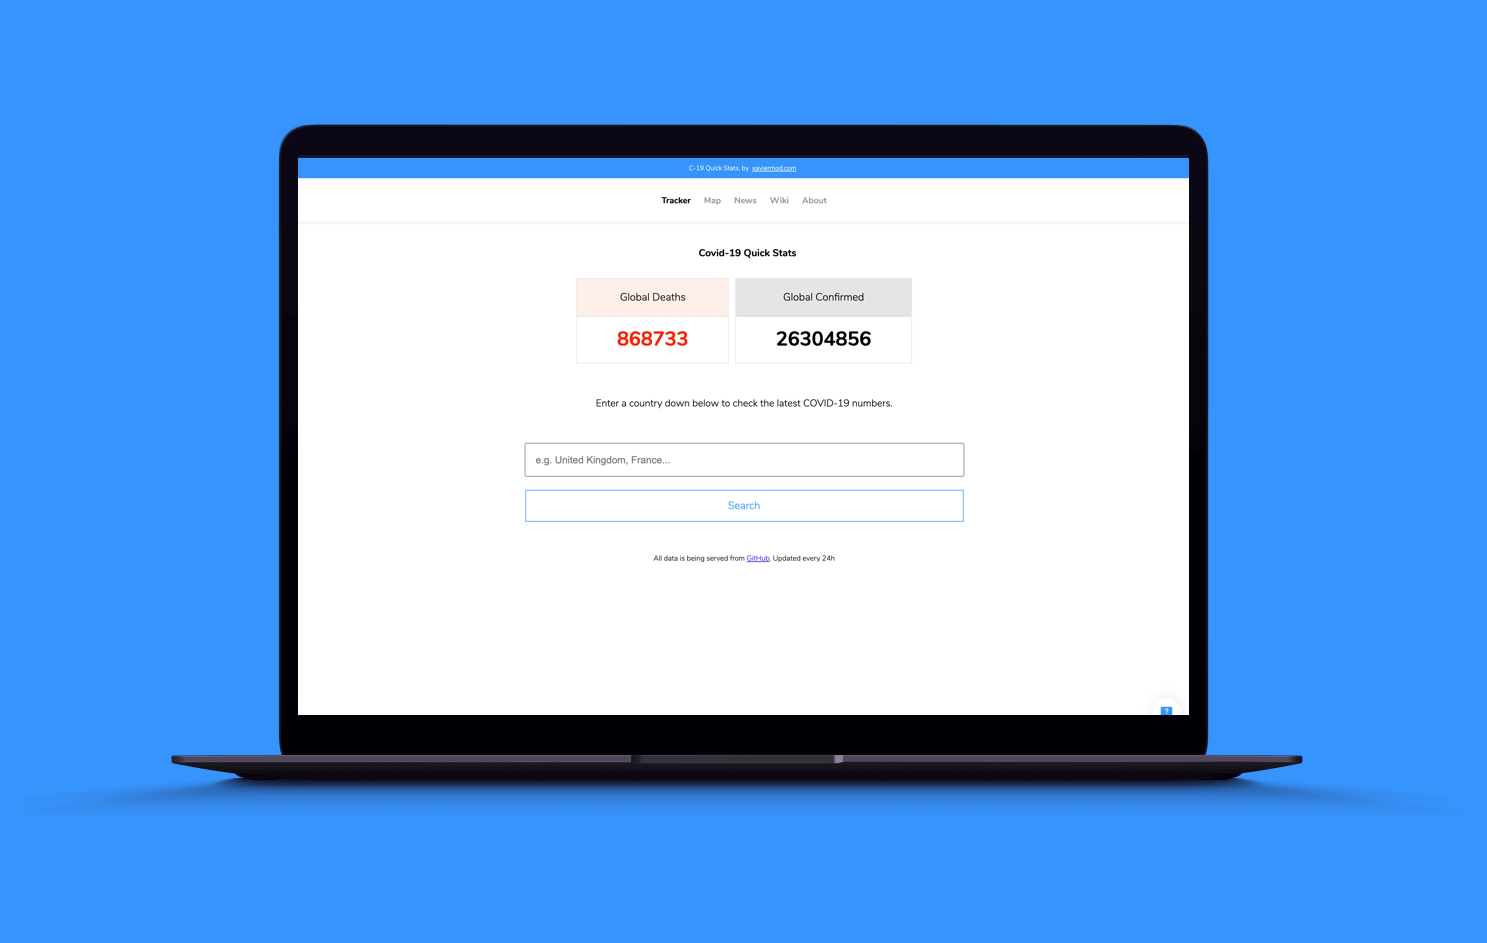 C-19 Quick Stats, by xaviermod.com
Tracker Map News Wiki About
Covid-19 Quick Stats
Global Deaths Global Confirmed
868733 26304856
Enter a country down below to check the latest COVID-19 numbers.
e.g. United Kingdom, France...
Search
All data is being served from GitHub. Updated every 24h
?